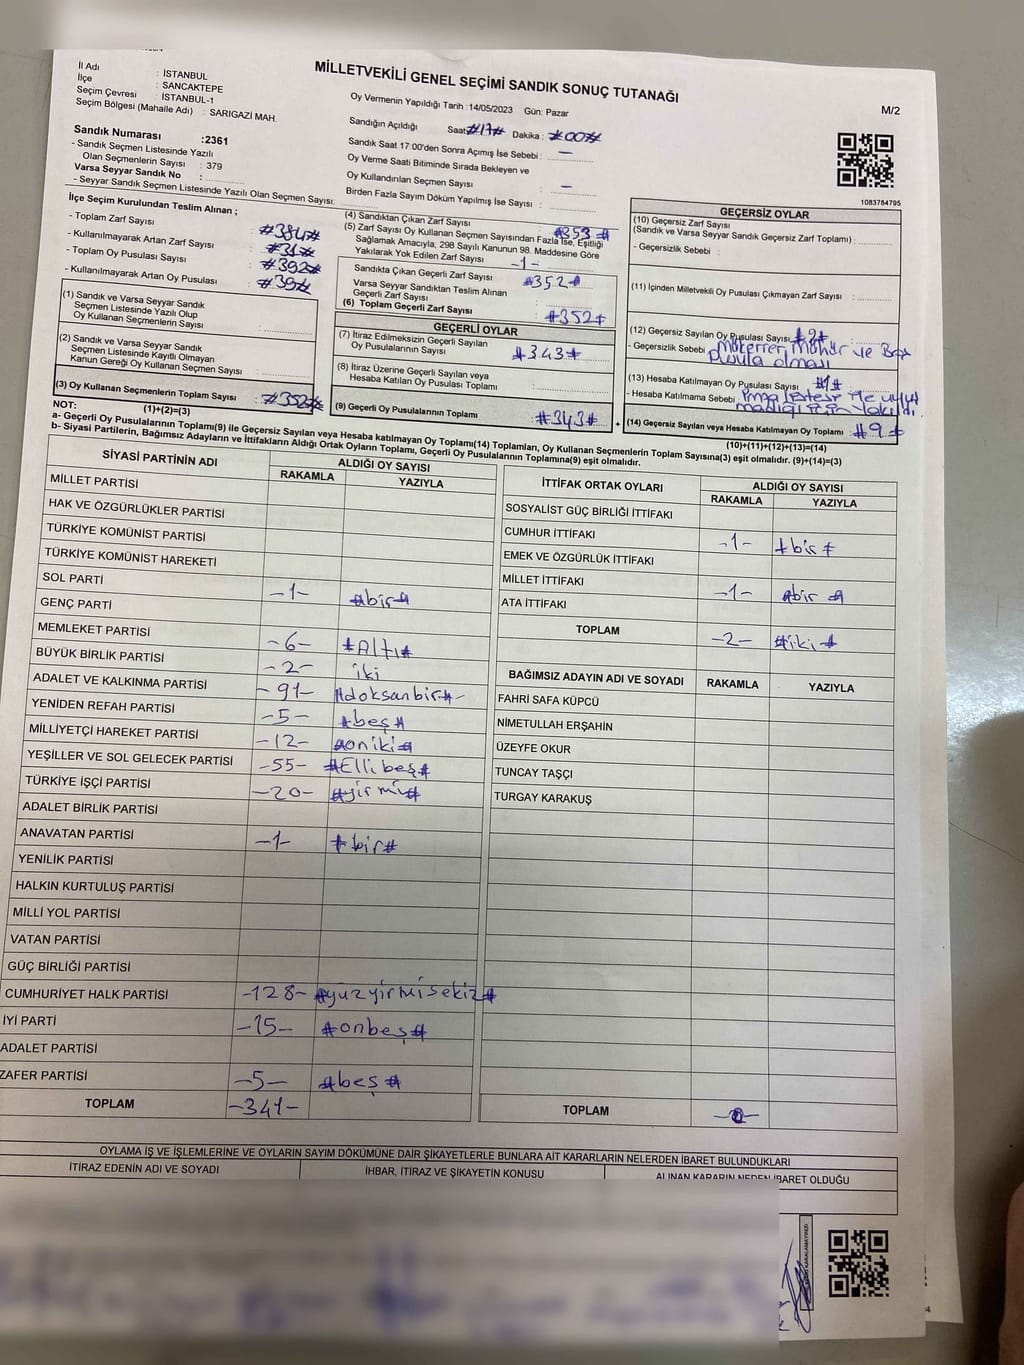 MİLLETVEKİLİ GENEL SEÇİMİ SANDIK SONUÇ TUTANAĞI
M/2
İl Adı : İSTANBUL
İlçe : SANCAKTEPE
Seçim Çevresi : İSTANBUL-1
Seçim Bölgesi (Mahalle Adı) : SARIGAZİ MAH.
Sandık Numarası : 2361
- Sandık Seçmen Listesinde Yazılı
Olan Seçmenlerin Sayısı : 379
Varsa Seyyar Sandık No :
- Seyyar Sandık Seçmen Listesinde Yazılı Olan Seçmen Sayısı:
Oy Vermenin Yapıldığı Tarih :14/05/2023 Gün: Pazar
Sandığın Açıldığı Saat #17# Dakika : #00#
Sandık Saat 17:00'den Sonra Açımış İse Sebebi : —
Oy Verme Saati Bitiminde Sırada Bekleyen ve
Oy Kullandırılan Seçmen Sayısı : —
Birden Fazla Sayım Döküm Yapılmış İse Sayısı :
1083784795
İlçe Seçim Kurulundan Teslim Alınan ;
- Toplam Zarf Sayısı : #384#
- Kullanılmayarak Artan Zarf Sayısı : #31#
- Toplam Oy Pusulası Sayısı : #392#
- Kullanılmayarak Artan Oy Pusulası : #39#
(1) Sandık ve Varsa Seyyar Sandık
Seçmen Listesinde Yazılı Olup
Oy Kullanan Seçmenlerin Sayısı :
(2) Sandık ve Varsa Seyyar Sandık
Seçmen Listesinde Kayıtlı Olmayan
Kanun Gereği Oy Kullanan Seçmen Sayısı :
(3) Oy Kullanan Seçmenlerin Toplam Sayısı : #352#
(1)+(2)=(3)
(4) Sandıktan Çıkan Zarf Sayısı : #353#
(5) Zarf Sayısı Oy Kullanan Seçmen Sayısından Fazla İse, Eşitliği
Sağlamak Amacıyla, 298 Sayılı Kanunun 98. Maddesine Göre
Yakılarak Yok Edilen Zarf Sayısı : -1-
Sandıkta Çıkan Geçerli Zarf Sayısı : #352#
Varsa Seyyar Sandıktan Teslim Alınan
Geçerli Zarf Sayısı :
(6) Toplam Geçerli Zarf Sayısı : #352#
GEÇERLİ OYLAR
(7) İtiraz Edilmeksizin Geçerli Sayılan
Oy Pusulalarının Sayısı : #343#
(8) İtiraz Üzerine Geçerli Sayılan veya
Hesaba Katılan Oy Pusulası Toplamı :
(9) Geçerli Oy Pusulalarının Toplamı : #343#
GEÇERSİZ OYLAR
(10) Geçersiz Zarf Sayısı
(Sandık ve Varsa Seyyar Sandık Geçersiz Zarf Toplamı) :
- Geçersizlik Sebebi :
(11) İçinden Milletvekili Oy Pusulası Çıkmayan Zarf Sayısı :
(12) Geçersiz Sayılan Oy Pusulası Sayısı :
- Geçersizlik Sebebi : Mükerrer Mühür ve Boş
pusula olması
(13) Hesaba Katılmayan Oy Pusulası Sayısı : #1#
- Hesaba Katılmama Sebebi : imza listesi ile uyuş
madığı için yakıldı.
+ (14) Geçersiz Sayılan veya Hesaba Katılmayan Oy Toplamı : #9#
(10)+(11)+(12)+(13)=(14)
NOT:
a- Geçerli Oy Pusulalarının Toplamı(9) ile Geçersiz Sayılan veya Hesaba katılmayan Oy Toplamı(14) Toplamları, Oy Kullanan Seçmenlerin Toplam Sayısına(3) eşit olmalıdır. (9)+(14)=(3)
b- Siyasi Partilerin, Bağımsız Adayların ve İttifakların Aldığı Ortak Oyların Toplamı, Geçerli Oy Pusulalarının Toplamına(9) eşit olmalıdır.
SİYASİ PARTİNİN ADI ALDIĞI OY SAYISI
RAKAMLA YAZIYLA
MİLLET PARTİSİ
HAK VE ÖZGÜRLÜKLER PARTİSİ
TÜRKİYE KOMÜNİST PARTİSİ
TÜRKİYE KOMÜNİST HAREKETİ
SOL PARTİ -1- #bir#
GENÇ PARTİ
MEMLEKET PARTİSİ -6- #Altı#
BÜYÜK BİRLİK PARTİSİ -2- iki
ADALET VE KALKINMA PARTİSİ -91- #doksanbir#-
YENİDEN REFAH PARTİSİ -5- #beş#
MİLLİYETÇİ HAREKET PARTİSİ -12- #oniki#
YEŞİLLER VE SOL GELECEK PARTİSİ -55- #Ellibeş#
TÜRKİYE İŞÇİ PARTİSİ -20- #yirmi#
ADALET BİRLİK PARTİSİ
ANAVATAN PARTİSİ -1- #bir#
YENİLİK PARTİSİ
HALKIN KURTULUŞ PARTİSİ
MİLLİ YOL PARTİSİ
VATAN PARTİSİ
GÜÇ BİRLİĞİ PARTİSİ
CUMHURİYET HALK PARTİSİ -128- #yüzyirmisekiz#
İYİ PARTİ -15- #onbeş#
ADALET PARTİSİ
ZAFER PARTİSİ -5- #beş#
TOPLAM -341-
İTTİFAK ORTAK OYLARI ALDIĞI OY SAYISI
RAKAMLA YAZIYLA
SOSYALİST GÜÇ BİRLİĞİ İTTİFAKI
CUMHUR İTTİFAKI -1- #bir#
EMEK VE ÖZGÜRLÜK İTTİFAKI
MİLLET İTTİFAKI -1- #bir#
ATA İTTİFAKI
TOPLAM -2- #iki#
BAĞIMSIZ ADAYIN ADI VE SOYADI RAKAMLA YAZIYLA
FAHRİ SAFA KÜPCÜ
NİMETULLAH ERŞAHİN
ÜZEYFE OKUR
TUNCAY TAŞÇI
TURGAY KARAKUŞ
TOPLAM
OYLAMA İŞ VE İŞLEMLERİNE VE OYLARIN SAYIM DÖKÜMÜNE DAİR ŞİKAYETLERLE BUNLARA AİT KARARLARIN NELERDEN İBARET BULUNDUKLARI
İTİRAZ EDENİN ADI VE SOYADI İHBAR, İTİRAZ VE ŞİKAYETİN KONUSU ALINAN KARARIN NEDEN İBARET OLDUĞU